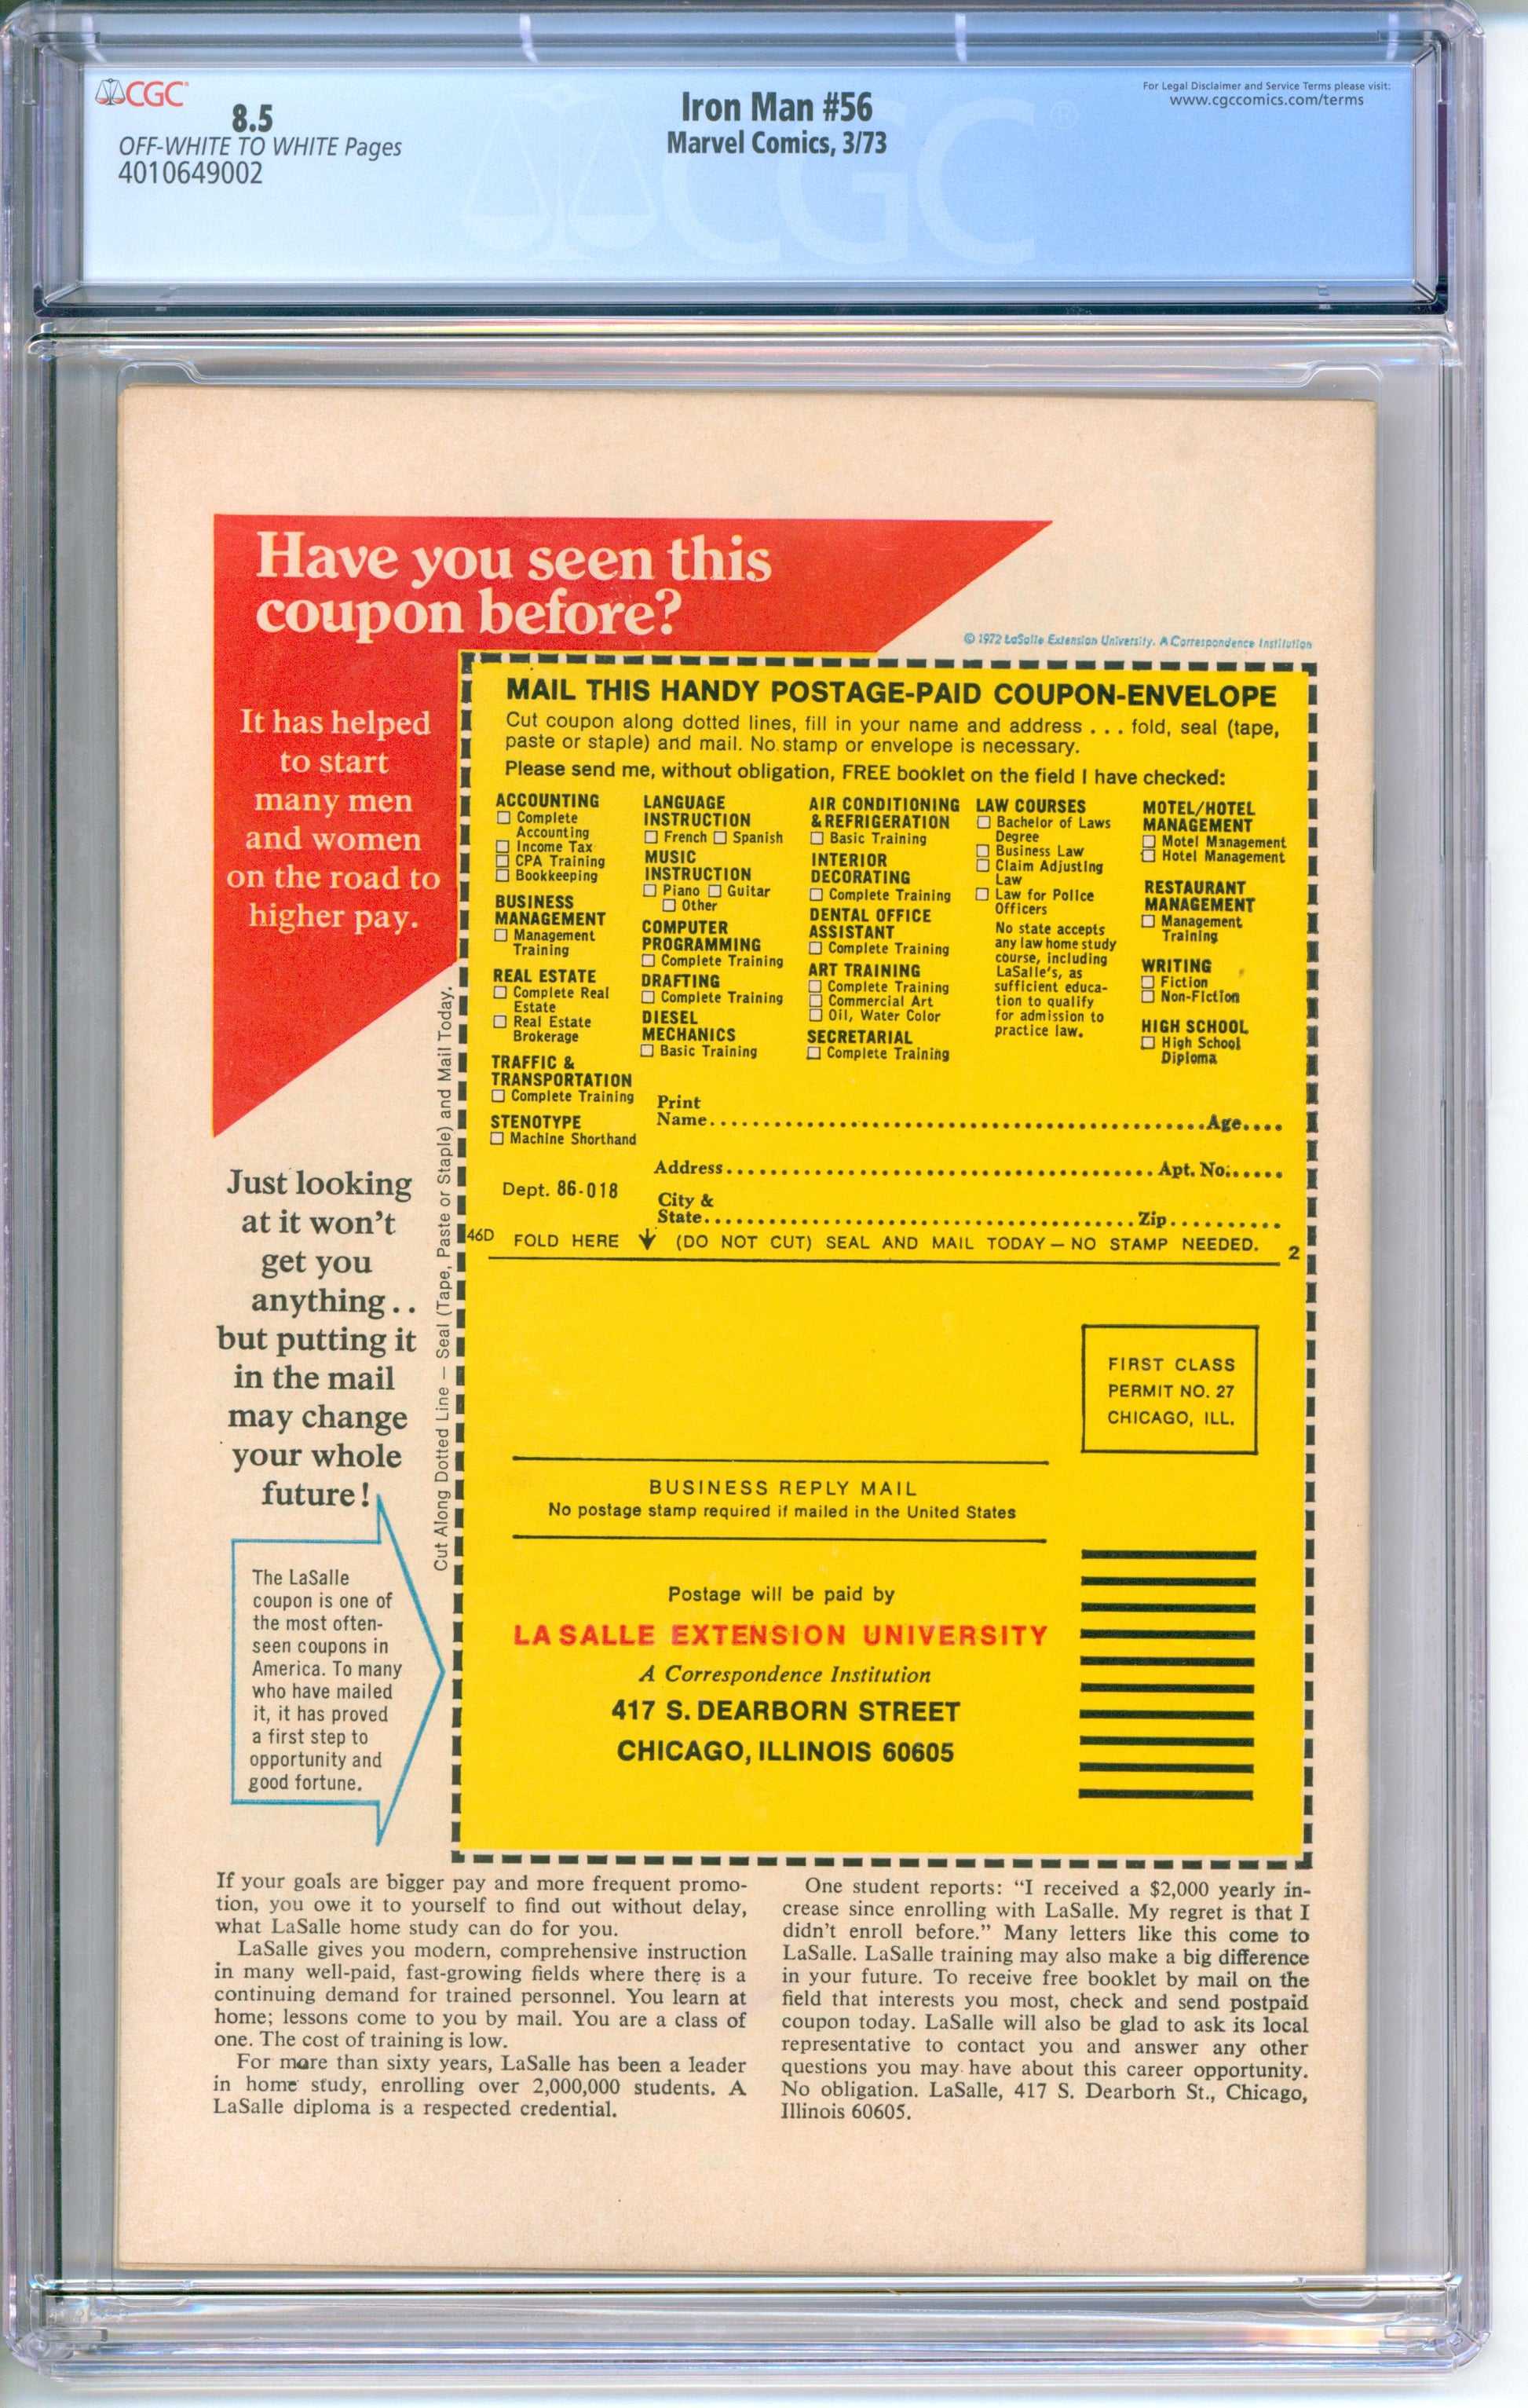 CGC
8.5
OFF-WHITE TO WHITE Pages
4010649002
Iron Man #56
Marvel Comics, 3/73
For Legal Disclaimer and Service Terms please visit:
www.cgccomics.com/terms
CGC®
Have you seen this
coupon before?
© 1972 LaSalle Extension University. A Correspondence Institution
It has helped
to start
many men
and women
on the road to
higher pay.
Just looking
at it won't
get you
anything..
but putting it
in the mail
may change
your whole
future!
The LaSalle
coupon is one of
the most often-
seen coupons in
America. To many
who have mailed
it, it has proved
a first step to
opportunity and
good fortune.
Cut Along Dotted Line — Seal (Tape, Paste or Staple) and Mail Today.
MAIL THIS HANDY POSTAGE-PAID COUPON-ENVELOPE
Cut coupon along dotted lines, fill in your name and address . . . fold, seal (tape,
paste or staple) and mail. No stamp or envelope is necessary.
Please send me, without obligation, FREE booklet on the field I have checked:
ACCOUNTING
☐ Complete
Accounting
☐ Income Tax
☐ CPA Training
☐ Bookkeeping
BUSINESS
MANAGEMENT
☐ Management
Training
REAL ESTATE
☐ Complete Real
Estate
☐ Real Estate
Brokerage
TRAFFIC &
TRANSPORTATION
☐ Complete Training
STENOTYPE
☐ Machine Shorthand
LANGUAGE
INSTRUCTION
☐ French ☐ Spanish
MUSIC
INSTRUCTION
☐ Piano ☐ Guitar
☐ Other
COMPUTER
PROGRAMMING
☐ Complete Training
DRAFTING
☐ Complete Training
DIESEL
MECHANICS
☐ Basic Training
AIR CONDITIONING
& REFRIGERATION
☐ Basic Training
INTERIOR
DECORATING
☐ Complete Training
DENTAL OFFICE
ASSISTANT
☐ Complete Training
ART TRAINING
☐ Complete Training
☐ Commercial Art
☐ Oil, Water Color
SECRETARIAL
☐ Complete Training
LAW COURSES
☐ Bachelor of Laws
Degree
☐ Business Law
☐ Claim Adjusting
Law
☐ Law for Police
Officers
No state accepts
any law home study
course, including
LaSalle's, as
sufficient educa-
tion to qualify
for admission to
practice law.
MOTEL/HOTEL
MANAGEMENT
☐ Motel Management
☐ Hotel Management
RESTAURANT
MANAGEMENT
☐ Management
Training
WRITING
☐ Fiction
☐ Non-Fiction
HIGH SCHOOL
☐ High School
Diploma
Print
Name.......................................................Age....
Address...............................................Apt. No......
Dept. 86-018
City &
State...............................................Zip..........
46D FOLD HERE ↓ (DO NOT CUT) SEAL AND MAIL TODAY — NO STAMP NEEDED. 2
FIRST CLASS
PERMIT NO. 27
CHICAGO, ILL.
BUSINESS REPLY MAIL
No postage stamp required if mailed in the United States
Postage will be paid by
LA SALLE EXTENSION UNIVERSITY
A Correspondence Institution
417 S. DEARBORN STREET
CHICAGO, ILLINOIS 60605
If your goals are bigger pay and more frequent promo-
tion, you owe it to yourself to find out without delay,
what LaSalle home study can do for you.
LaSalle gives you modern, comprehensive instruction
in many well-paid, fast-growing fields where there is a
continuing demand for trained personnel. You learn at
home; lessons come to you by mail. You are a class of
one. The cost of training is low.
For more than sixty years, LaSalle has been a leader
in home study, enrolling over 2,000,000 students. A
LaSalle diploma is a respected credential.
One student reports: "I received a $2,000 yearly in-
crease since enrolling with LaSalle. My regret is that I
didn't enroll before." Many letters like this come to
LaSalle. LaSalle training may also make a big difference
in your future. To receive free booklet by mail on the
field that interests you most, check and send postpaid
coupon today. LaSalle will also be glad to ask its local
representative to contact you and answer any other
questions you may have about this career opportunity.
No obligation. LaSalle, 417 S. Dearborn St., Chicago,
Illinois 60605.